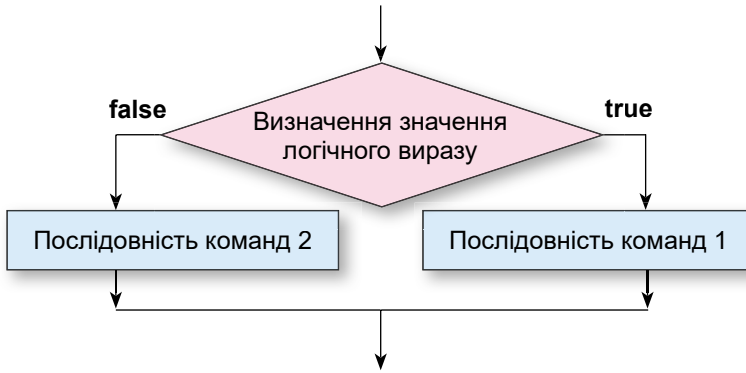 false
true
Визначення значення
логічного виразу
Послідовність команд 2
Послідовність команд 1